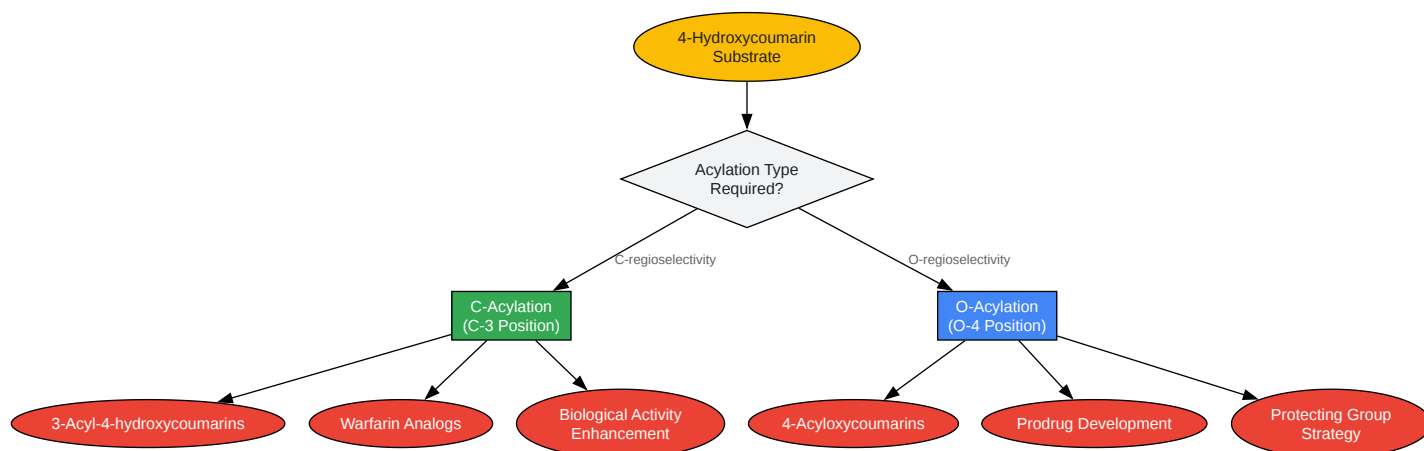 4-Hydroxycoumarin
Substrate
Acylation Type
Required?
C-regioselectivity
O-regioselectivity
C-Acylation
(C-3 Position)
O-Acylation
(O-4 Position)
3-Acyl-4-hydroxycoumarins
Warfarin Analogs
Biological Activity
Enhancement
4-Acyloxycoumarins
Prodrug Development
Protecting Group
Strategy